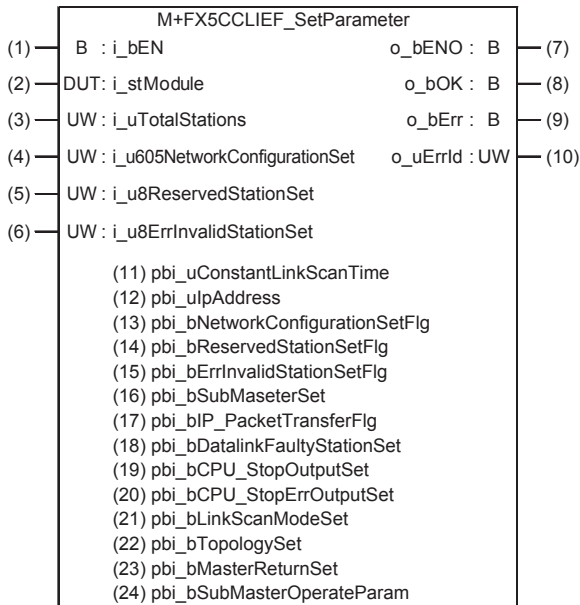 M+FX5CCLIEF_SetParameter
(1) B : i_bEN o_bENO : B (7)
(2) DUT: i_stModule o_bOK : B (8)
(3) UW : i_uTotalStations o_bErr : B (9)
(4) UW : i_u605NetworkConfigurationSet o_uErrId : UW (10)
(5) UW : i_u8ReservedStationSet
(6) UW : i_u8ErrInvalidStationSet
(11) pbi_uConstantLinkScanTime
(12) pbi_uIpAddress
(13) pbi_bNetworkConfigurationSetFlg
(14) pbi_bReservedStationSetFlg
(15) pbi_bErrInvalidStationSetFlg
(16) pbi_bSubMaseterSet
(17) pbi_bIP_PacketTransferFlg
(18) pbi_bDatalinkFaultyStationSet
(19) pbi_bCPU_StopOutputSet
(20) pbi_bCPU_StopErrOutputSet
(21) pbi_bLinkScanModeSet
(22) pbi_bTopologySet
(23) pbi_bMasterReturnSet
(24) pbi_bSubMasterOperateParam